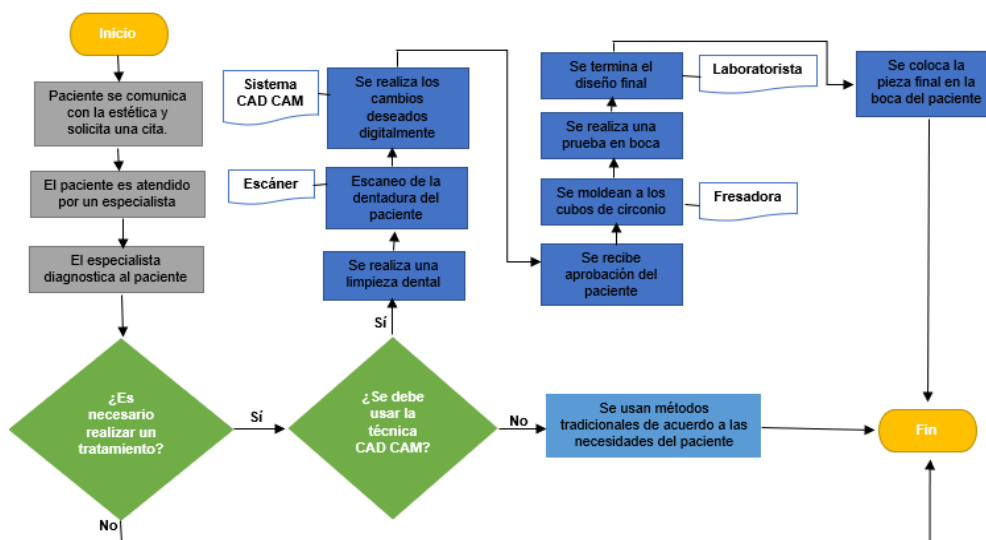 Inicio
Paciente se comunica
con la estética y
solicita una cita.
El paciente es atendido
por un especialista
El especialista
diagnostica al paciente
¿Es
necesario
realizar un
tratamiento?
No
Sí
¿Se debe
usar la
técnica
CAD CAM?
Sí
No
Se realiza una
limpieza dental
Escáner
Escaneo de la
dentadura del
paciente
Sistema
CAD CAM
Se realiza los
cambios
deseados
digitalmente
Se recibe
aprobación del
paciente
Se moldean a los
cubos de circonio
Fresadora
Se realiza una
prueba en boca
Se termina el
diseño final
Laboratorista
Se coloca la
pieza final en la
boca del paciente
Se usan métodos
tradicionales de acuerdo a las
necesidades del paciente
Fin